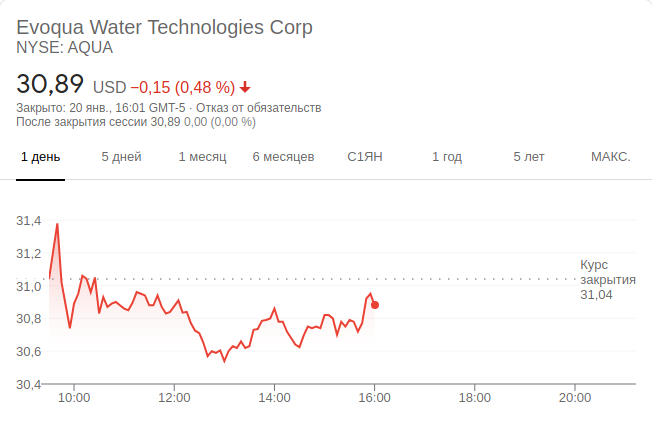 Evoqua Water Technologies Corp
NYSE: AQUA
30,89 USD −0,15 (0,48 %)
Закрыто: 20 янв., 16:01 GMT-5 · Отказ от обязательств
После закрытия сессии 30,89 0,00 (0,00 %)
1 день 5 дней 1 месяц 6 месяцев С1ЯН 1 год 5 лет МАКС.
31,4
31,2
31,0
30,8
30,6
30,4
Курс
закрытия
31,04
10:00 12:00 14:00 16:00 18:00 20:00